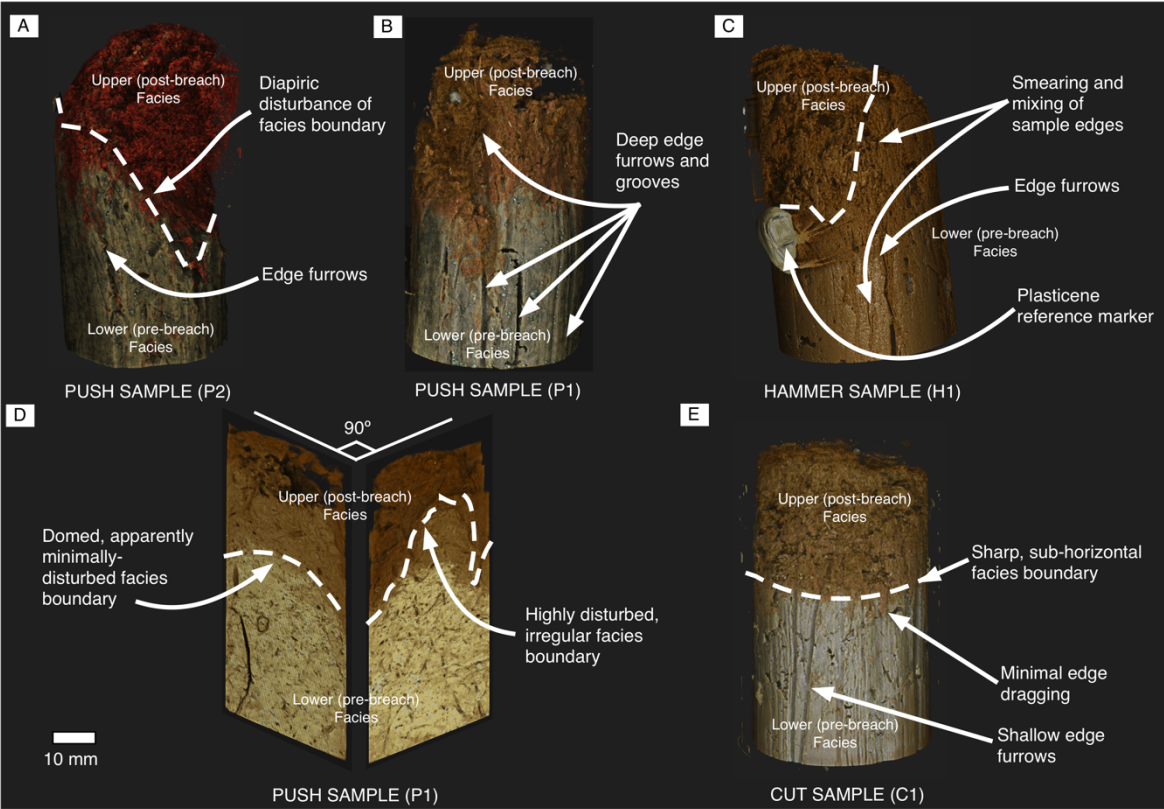 A
Upper (post-breach)
Facies
Diapiric
disturbance of
facies boundary
Edge furrows
Lower (pre-breach)
Facies
PUSH SAMPLE (P2)
B
Upper (post-breach)
Facies
Deep edge
furrows and
grooves
Lower (pre-breach)
Facies
PUSH SAMPLE (P1)
C
Upper (post-breach)
Facies
Smearing and
mixing of
sample edges
Edge furrows
Lower (pre-breach)
Facies
Plasticene
reference marker
HAMMER SAMPLE (H1)
D
90º
Upper (post-breach)
Facies
Domed, apparently
minimally-
disturbed facies
boundary
Highly disturbed,
irregular facies
boundary
Lower (pre-breach)
Facies
10 mm
PUSH SAMPLE (P1)
E
Upper (post-breach)
Facies
Sharp, sub-horizontal
facies boundary
Minimal edge
dragging
Lower (pre-breach)
Facies
Shallow edge
furrows
CUT SAMPLE (C1)